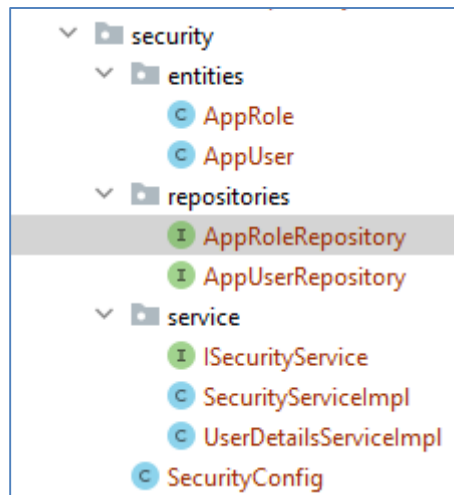 security
entities
C AppRole
C AppUser
repositories
I AppRoleRepository
I AppUserRepository
service
I ISecurityService
C SecurityServiceImpl
C UserDetailsServiceImpl
C SecurityConfig